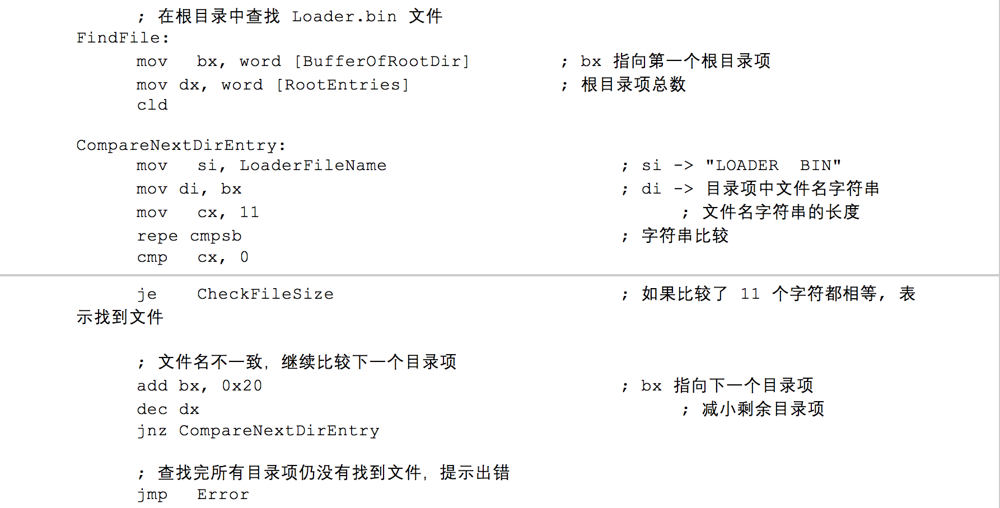 ; 在根目录中查找 Loader.bin 文件
FindFile:
mov bx, word [BufferOfRootDir] ; bx 指向第一个根目录项
mov dx, word [RootEntries] ; 根目录项总数
cld
CompareNextDirEntry:
mov si, LoaderFileName ; si -> "LOADER  BIN"
mov di, bx ; di -> 目录项中文件名字符串
mov cx, 11 ; 文件名字符串的长度
repe cmpsb ; 字符串比较
cmp cx, 0
je CheckFileSize ; 如果比较了 11 个字符都相等, 表
示找到文件
; 文件名不一致, 继续比较下一个目录项
add bx, 0x20 ; bx 指向下一个目录项
dec dx ; 减小剩余目录项
jnz CompareNextDirEntry
; 查找完所有目录项仍没有找到文件, 提示出错
jmp Error